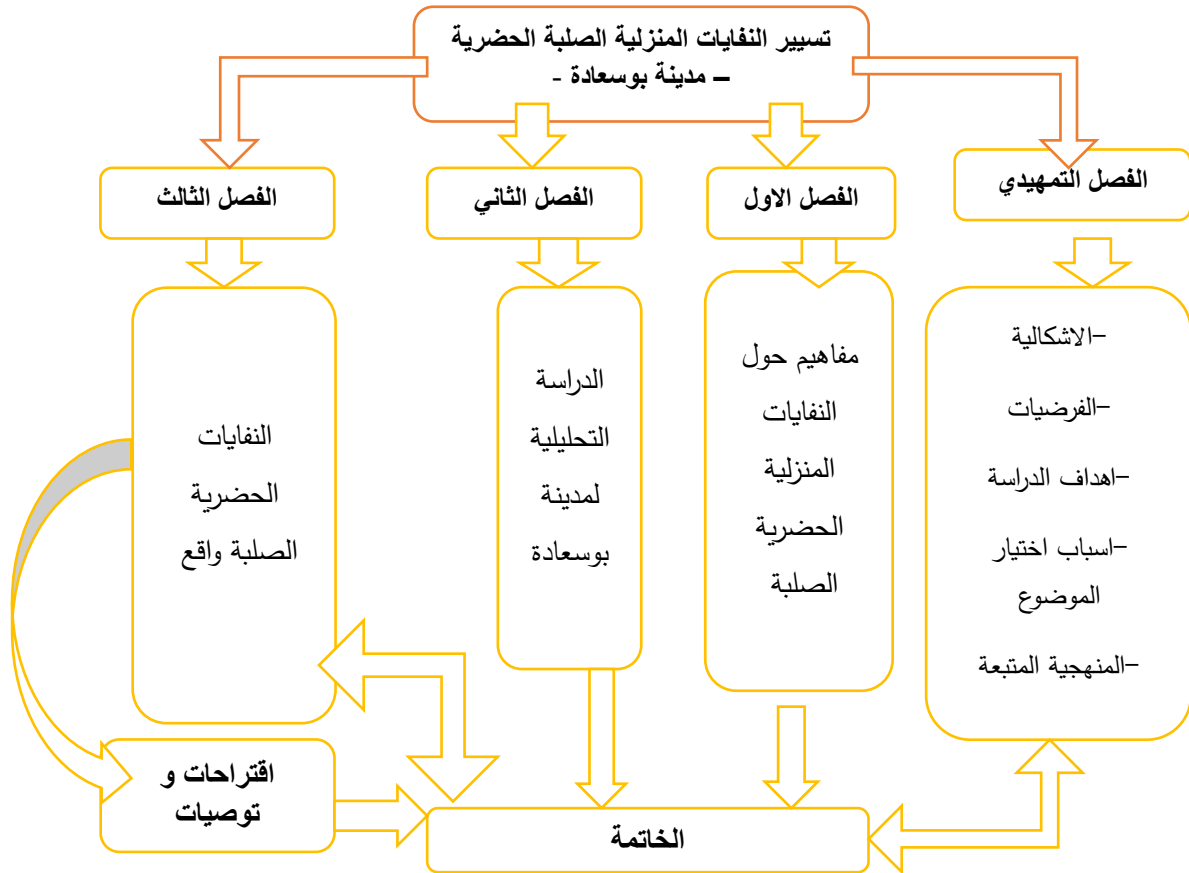 تسيير النفايات المنزلية الصلبة الحضرية
– مدينة بوسعادة -
الفصل التمهيدي
الفصل الاول
الفصل الثاني
الفصل الثالث
–الاشكالية
–الفرضيات
–اهداف الدراسة
–اسباب اختيار
الموضوع
–المنهجية المتبعة
مفاهيم حول
النفايات
المنزلية
الحضرية
الصلبة
الدراسة
التحليلية
لمدينة
بوسعادة
النفايات
الحضرية
الصلبة واقع
اقتراحات و
توصيات
الخاتمة